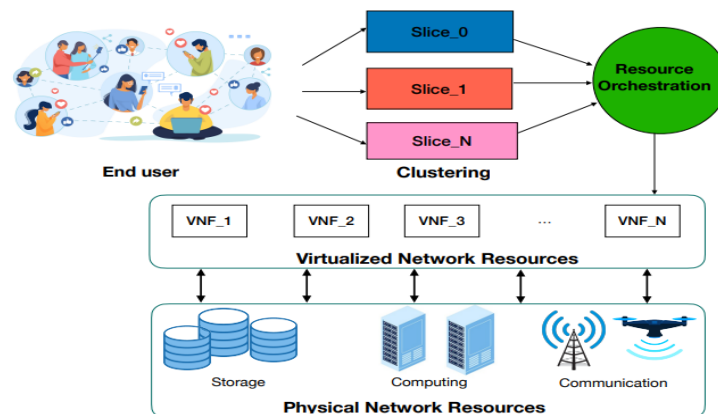 Slice_0
Slice_1
Slice_N
Resource
Orchestration
End user
Clustering
VNF_1
VNF_2
VNF_3
...
VNF_N
Virtualized Network Resources
Storage
Computing
Communication
Physical Network Resources